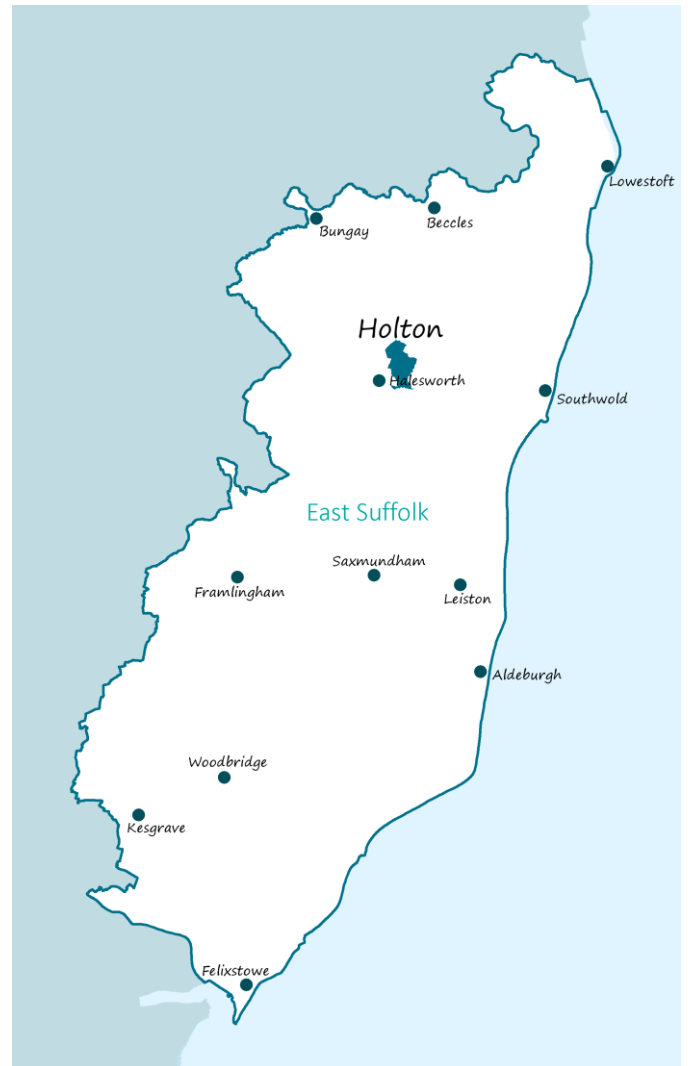 Lowestoft
Beccles
Bungay
Holton
Halesworth
Southwold
East Suffolk
Saxmundham
Framlingham
Leiston
Aldeburgh
Woodbridge
Kesgrave
Felixstowe